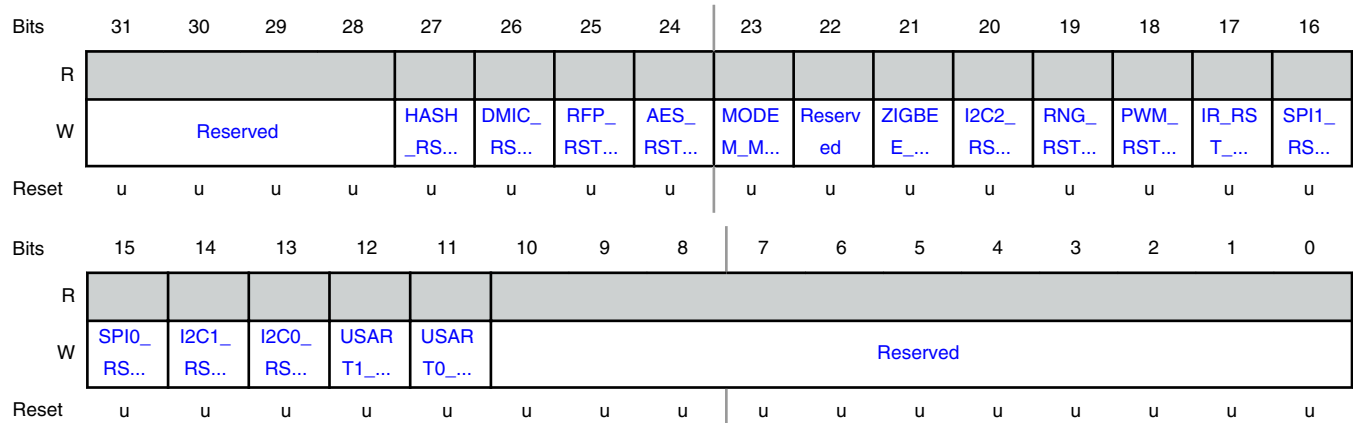 Bits 31 30 29 28 27 26 25 24 23 22 21 20 19 18 17 16
R
HASH DMIC_ RFP_ AES_ MODE Reserv ZIGBE I2C2_ RNG_ PWM_ IR_RS SPI1_
W Reserved
_RS... RS... RST... RST... M_M... ed E_... RS... RST... RST... T_... RS...
Reset u u u u u u u u u u u u u u u u
Bits 15 14 13 12 11 10 9 8 7 6 5 4 3 2 1 0
R
SPI0_ I2C1_ I2C0_ USAR USAR
W Reserved
RS... RS... RS... T1_... T0_...
Reset u u u u u u u u u u u u u u u u